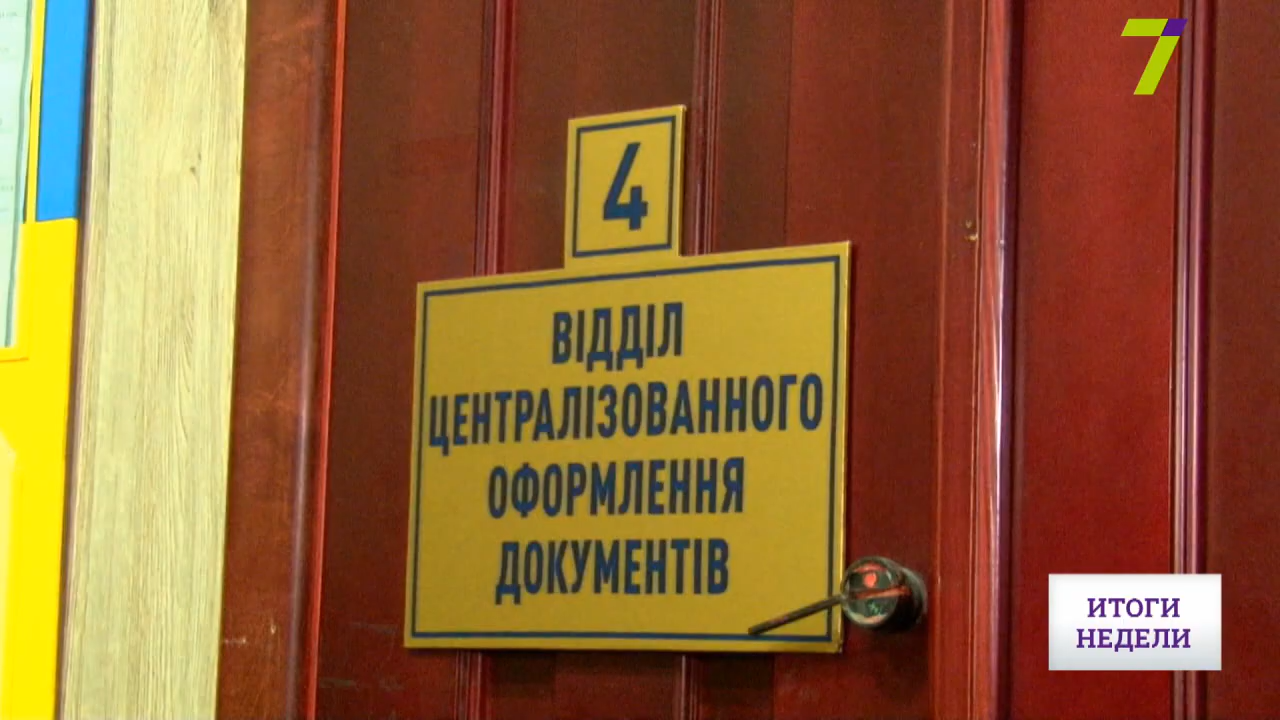 7
4
ВІДДІЛ
ЦЕНТРАЛІЗОВАННОГО
ОФОРМЛЕННЯ
ДОКУМЕНТІВ
ИТОГИ
НЕДЕЛИ